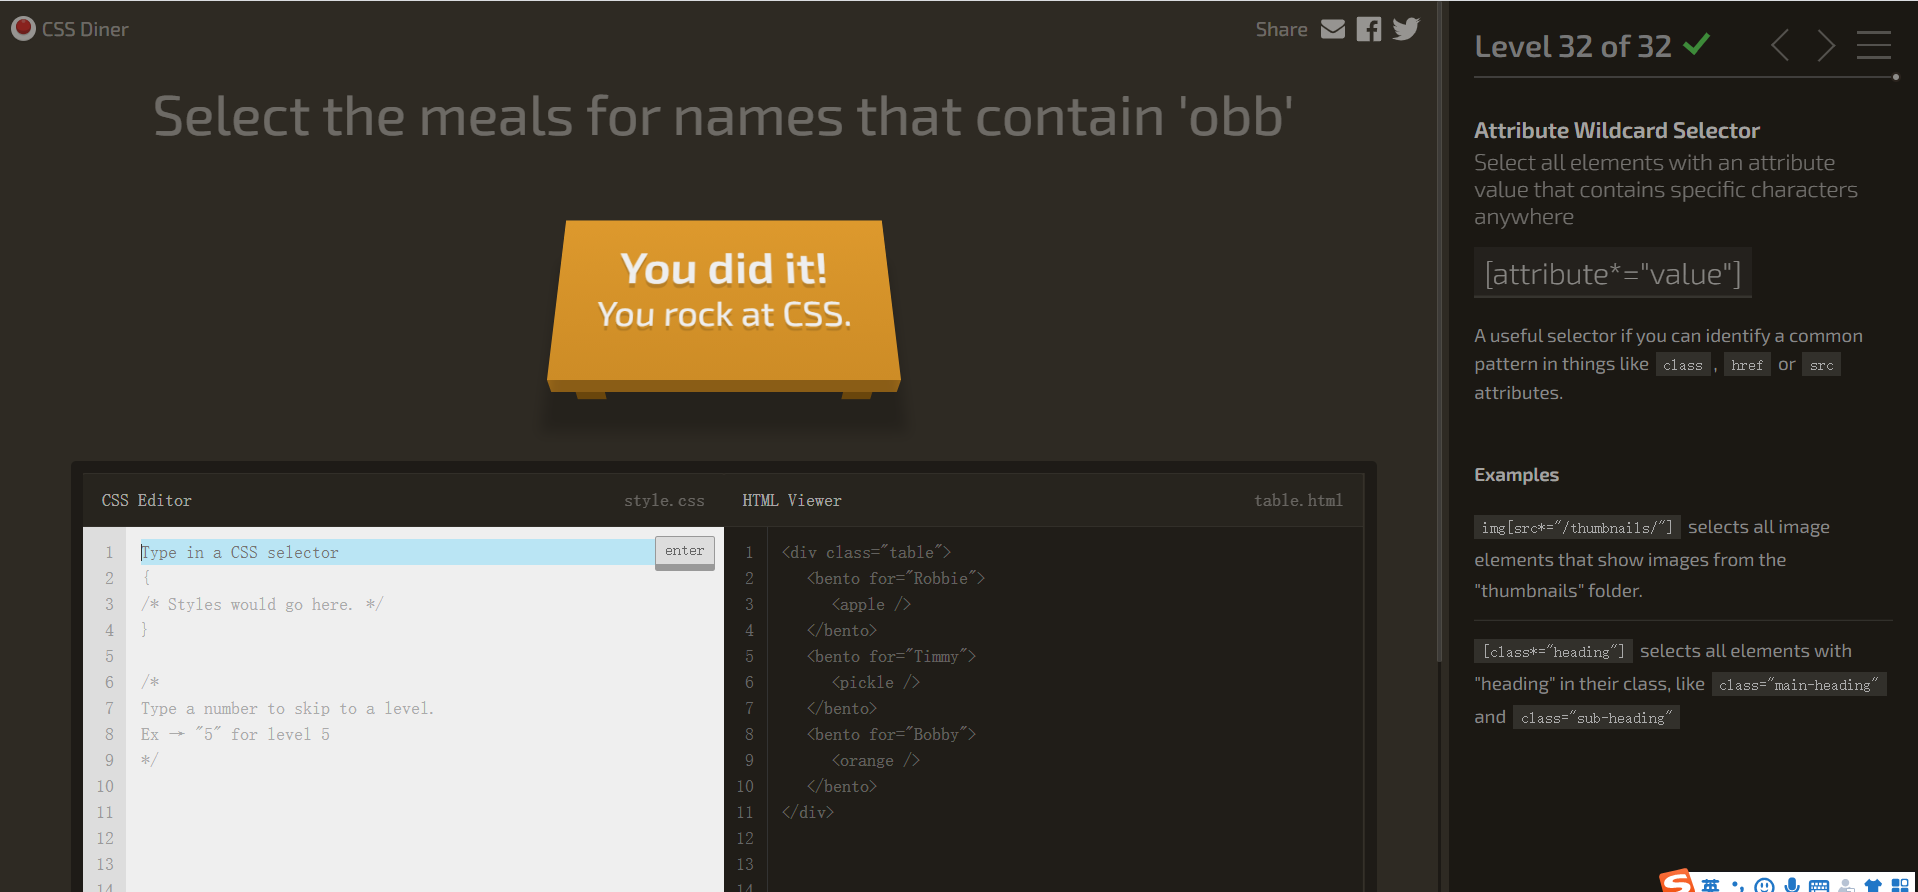 CSS Diner
Share
Select the meals for names that contain 'obb'
You did it!
You rock at CSS.
CSS Editor
style.css
HTML Viewer
table.html
1 Type in a CSS selector
enter
2 {
3 /* Styles would go here. */
4 }
5
6 /*
7 Type a number to skip to a level.
8 Ex → "5" for level 5
9 */
10
11
12
13
14
1 <div class="table">
2 <bento for="Robbie">
3 <apple />
4 </bento>
5 <bento for="Timmy">
6 <pickle />
7 </bento>
8 <bento for="Bobby">
9 <orange />
10 </bento>
11 </div>
12
13
14
Level 32 of 32
Attribute Wildcard Selector
Select all elements with an attribute
value that contains specific characters
anywhere
[attribute*="value"]
A useful selector if you can identify a common
pattern in things like class , href or src
attributes.
Examples
img[src*="/thumbnails/"] selects all image
elements that show images from the
"thumbnails" folder.
[class*="heading"] selects all elements with
"heading" in their class, like class="main-heading"
and class="sub-heading"
S 英